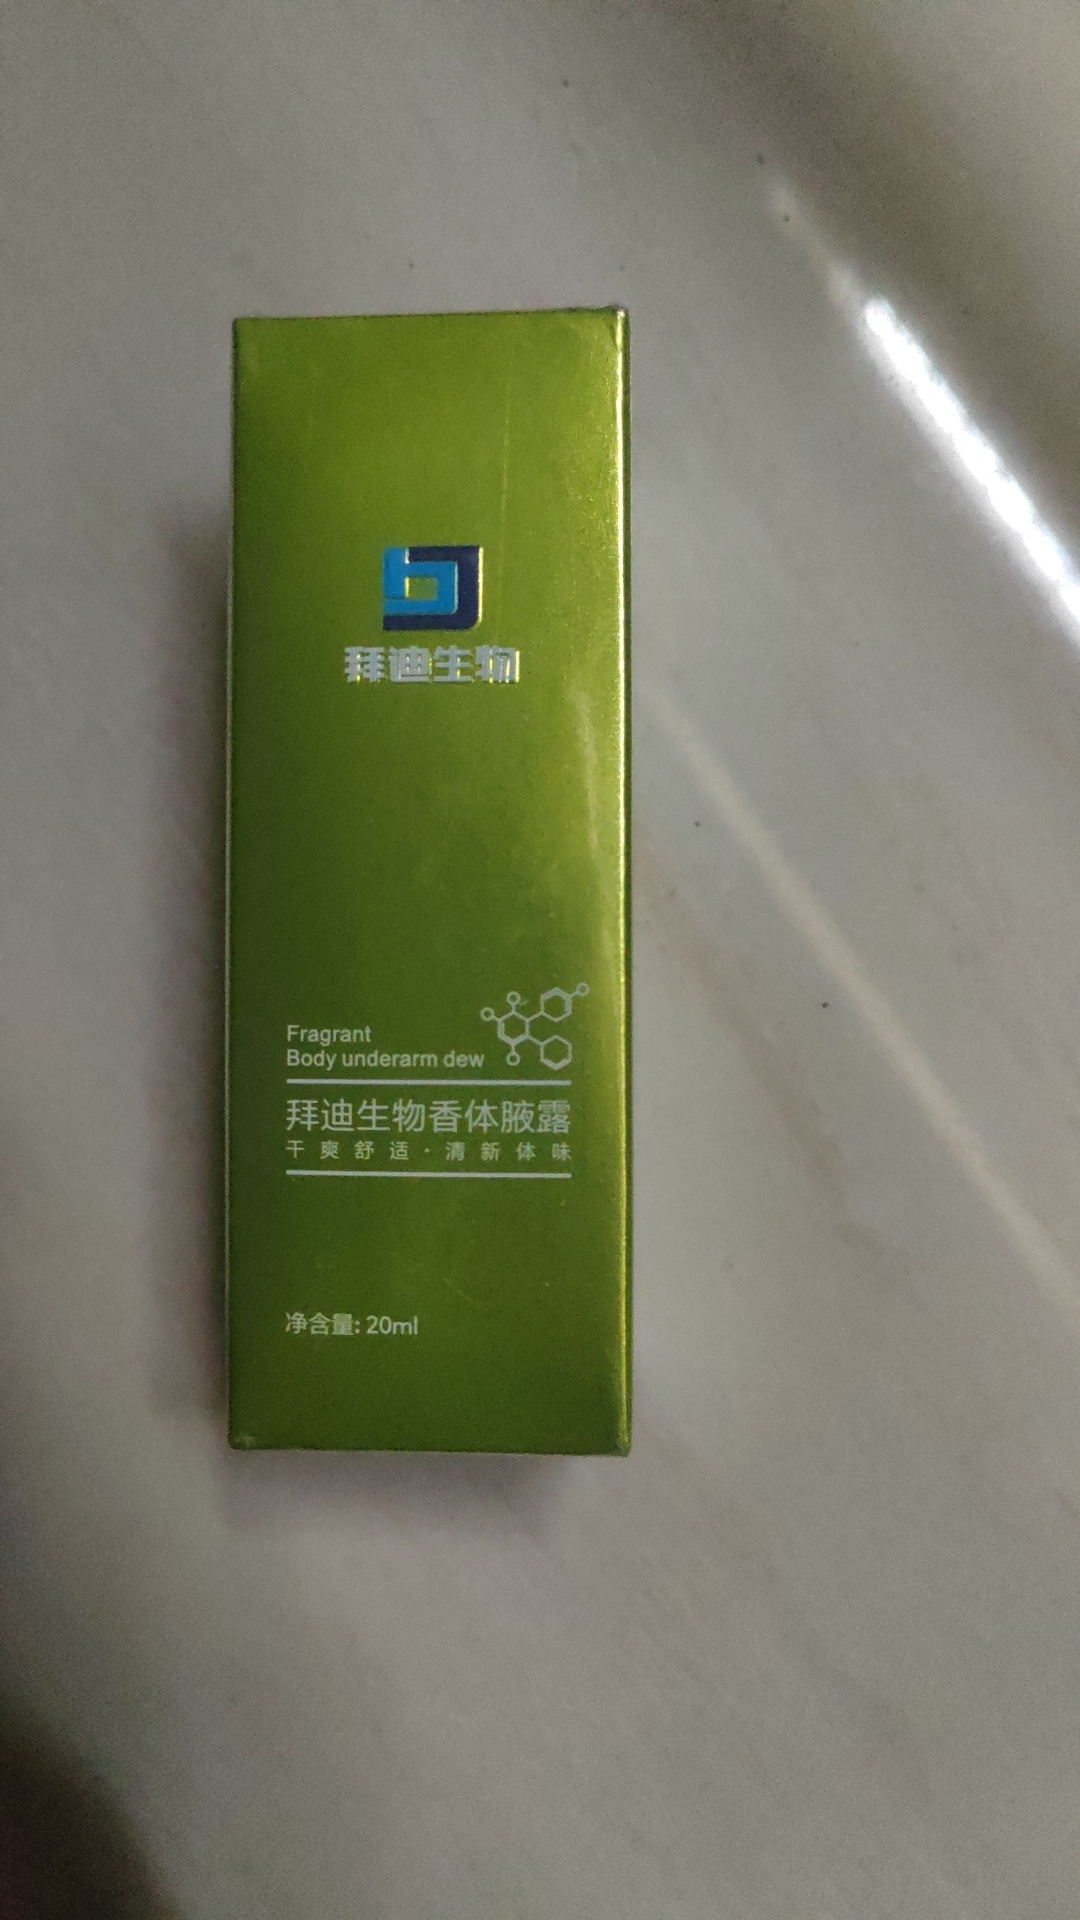 拜迪生物
Fragrant
Body underarm dew
拜迪生物香体腋露
干爽舒适·清新体味
净含量: 20ml